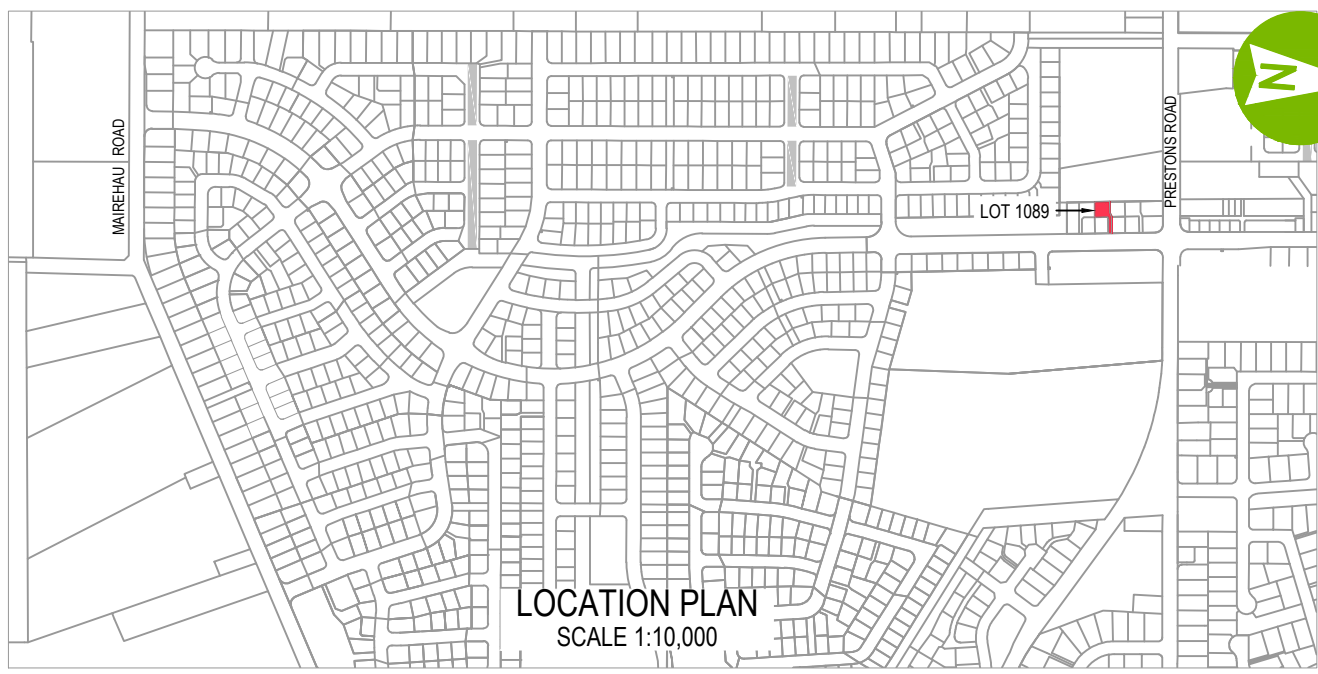 N
MAIREHAU ROAD
PRESTONS ROAD
LOT 1089
LOCATION PLAN
SCALE 1:10,000